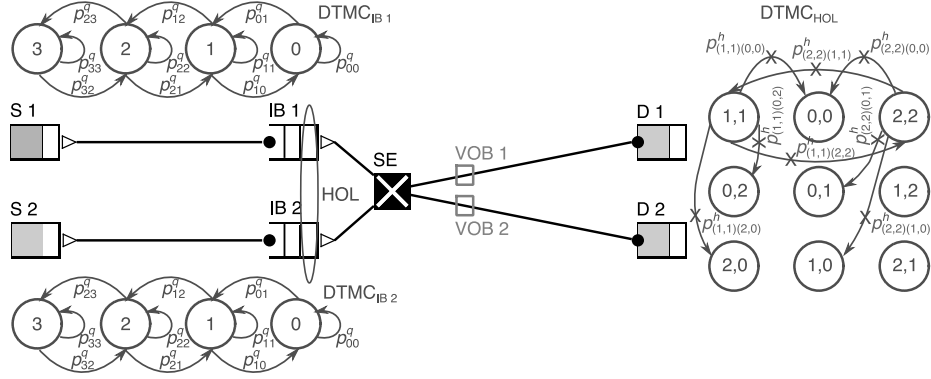 DTMC_IB 1
p^q_23 p^q_12 p^q_01
3 2 1 0
p^q_33 p^q_22 p^q_11 p^q_00
p^q_32 p^q_21 p^q_10
S 1
IB 1
S 2
IB 2
HOL
SE
VOB 1
VOB 2
D 1
D 2
DTMC_IB 2
p^q_23 p^q_12 p^q_01
3 2 1 0
p^q_33 p^q_22 p^q_11 p^q_00
p^q_32 p^q_21 p^q_10
DTMC_HOL
p^h_(1,1)(0,0) p^h_(2,2)(1,1) p^h_(2,2)(0,0)
1,1 0,0 2,2
p^h_(1,1)(0,2) p^h_(2,2)(0,1)
p^h_(1,1)(2,2)
0,2 0,1 1,2
p^h_(1,1)(2,0) p^h_(2,2)(1,0)
2,0 1,0 2,1